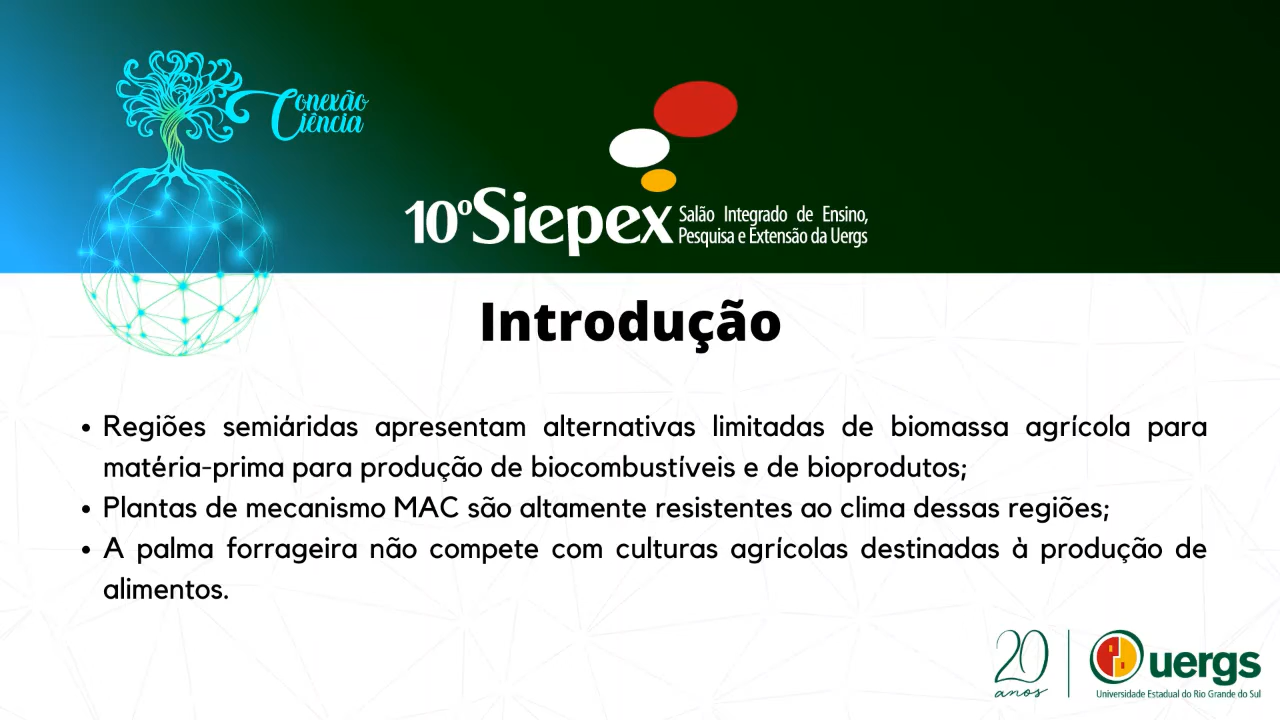 Conexão
Ciência
10ºSiepex
Salão Integrado de Ensino,
Pesquisa e Extensão da Uergs
Introdução
• Regiões semiáridas apresentam alternativas limitadas de biomassa agrícola para
matéria-prima para produção de biocombustíveis e de bioprodutos;
• Plantas de mecanismo MAC são altamente resistentes ao clima dessas regiões;
• A palma forrageira não compete com culturas agrícolas destinadas à produção de
alimentos.
20
anos
uergs
Universidade Estadual do Rio Grande do Sul